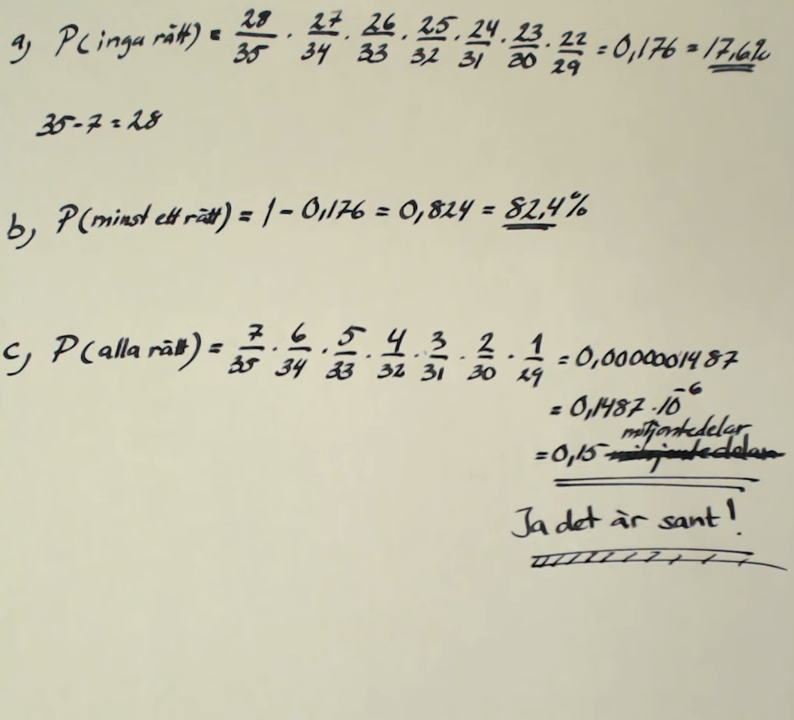 a) P(inga rätt) = 28/35 · 27/34 · 26/33 · 25/32 · 24/31 · 23/30 · 22/29 = 0,176 = 17,6%
35-7=28
b) P(minst ett rätt) = 1 - 0,176 = 0,824 = 82,4%
c) P(alla rätt) = 7/35 · 6/34 · 5/33 · 4/32 · 3/31 · 2/30 · 1/29 = 0,0000001487
= 0,1487 · 10^-6
= 0,15 miljontedelar
Ja det är sant!